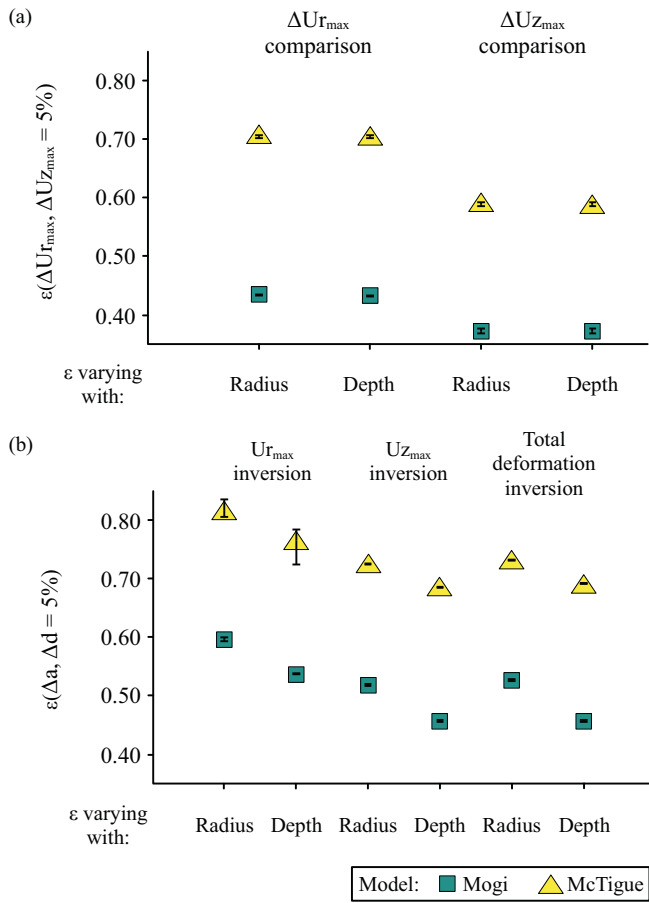 (a)
ΔUrmax comparison
ΔUzmax comparison
ε(ΔUrmax, ΔUzmax = 5%)
0.80
0.70
0.60
0.50
0.40
ε varying with:
Radius Depth Radius Depth
(b)
Urmax inversion
Uzmax inversion
Total deformation inversion
ε(Δa, Δd = 5%)
0.80
0.70
0.60
0.50
0.40
ε varying with:
Radius Depth Radius Depth Radius Depth
Model: Mogi McTigue